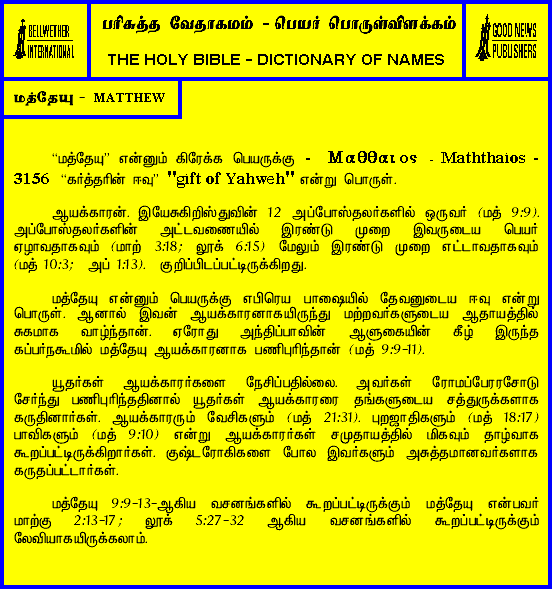 BELLWETHER
INTERNATIONAL
பரிசுத்த வேதாகமம் - பெயர் பொருள்விளக்கம்
THE HOLY BIBLE - DICTIONARY OF NAMES
GOOD NEWS
PUBLISHERS
மத்தேயு - MATTHEW
“மத்தேயு” என்னும் கிரேக்க பெயருக்கு - Μαθθαιος - Maththaios -
3156 “கர்த்தரின் ஈவு” "gift of Yahweh" என்று பொருள்.
ஆயக்காரன். இயேசுகிறிஸ்துவின் 12 அப்போஸ்தலர்களில் ஒருவர் (மத் 9:9).
அப்போஸ்தலர்களின் அட்டவணையில் இரண்டு முறை இவருடைய பெயர்
ஏழாவதாகவும் (மாற் 3:18; லூக் 6:15) மேலும் இரண்டு முறை எட்டாவதாகவும்
(மத் 10:3; அப் 1:13). குறிப்பிடப்பட்டிருக்கிறது.
மத்தேயு என்னும் பெயருக்கு எபிரெய பாஷையில் தேவனுடைய ஈவு என்று
பொருள். ஆனால் இவன் ஆயக்காரனாகயிருந்து மற்றவர்களுடைய ஆதாயத்தில்
சுகமாக வாழ்ந்தான். ஏரோது அந்திப்பாவின் ஆளுகையின் கீழ் இருந்த
கப்பர்நகூமில் மத்தேயு ஆயக்காரனாக பணிபுரிந்தான் (மத் 9:9-11).
யூதர்கள் ஆயக்காரர்களை நேசிப்பதில்லை. அவர்கள் ரோமப்பேரரசோடு
சேர்ந்து பணிபுரிந்ததினால் யூதர்கள் ஆயக்காரரை தங்களுடைய சத்துருக்களாக
கருதினார்கள். ஆயக்காரரும் வேசிகளும் (மத் 21:31). புறஜாதிகளும் (மத் 18:17)
பாவிகளும் (மத் 9:10) என்று ஆயக்காரர்கள் சமுதாயத்தில் மிகவும் தாழ்வாக
கூறப்பட்டிருக்கிறார்கள். குஷ்டரோகிகளை போல இவர்களும் அசுத்தமானவர்களாக
கருதப்பட்டார்கள்.
மத்தேயு 9:9-13-ஆகிய வசனங்களில் கூறப்பட்டிருக்கும் மத்தேயு என்பவர்
மாற்கு 2:13-17; லூக் 5:27-32 ஆகிய வசனங்களில் கூறப்பட்டிருக்கும்
லேவியாகயிருக்கலாம்.